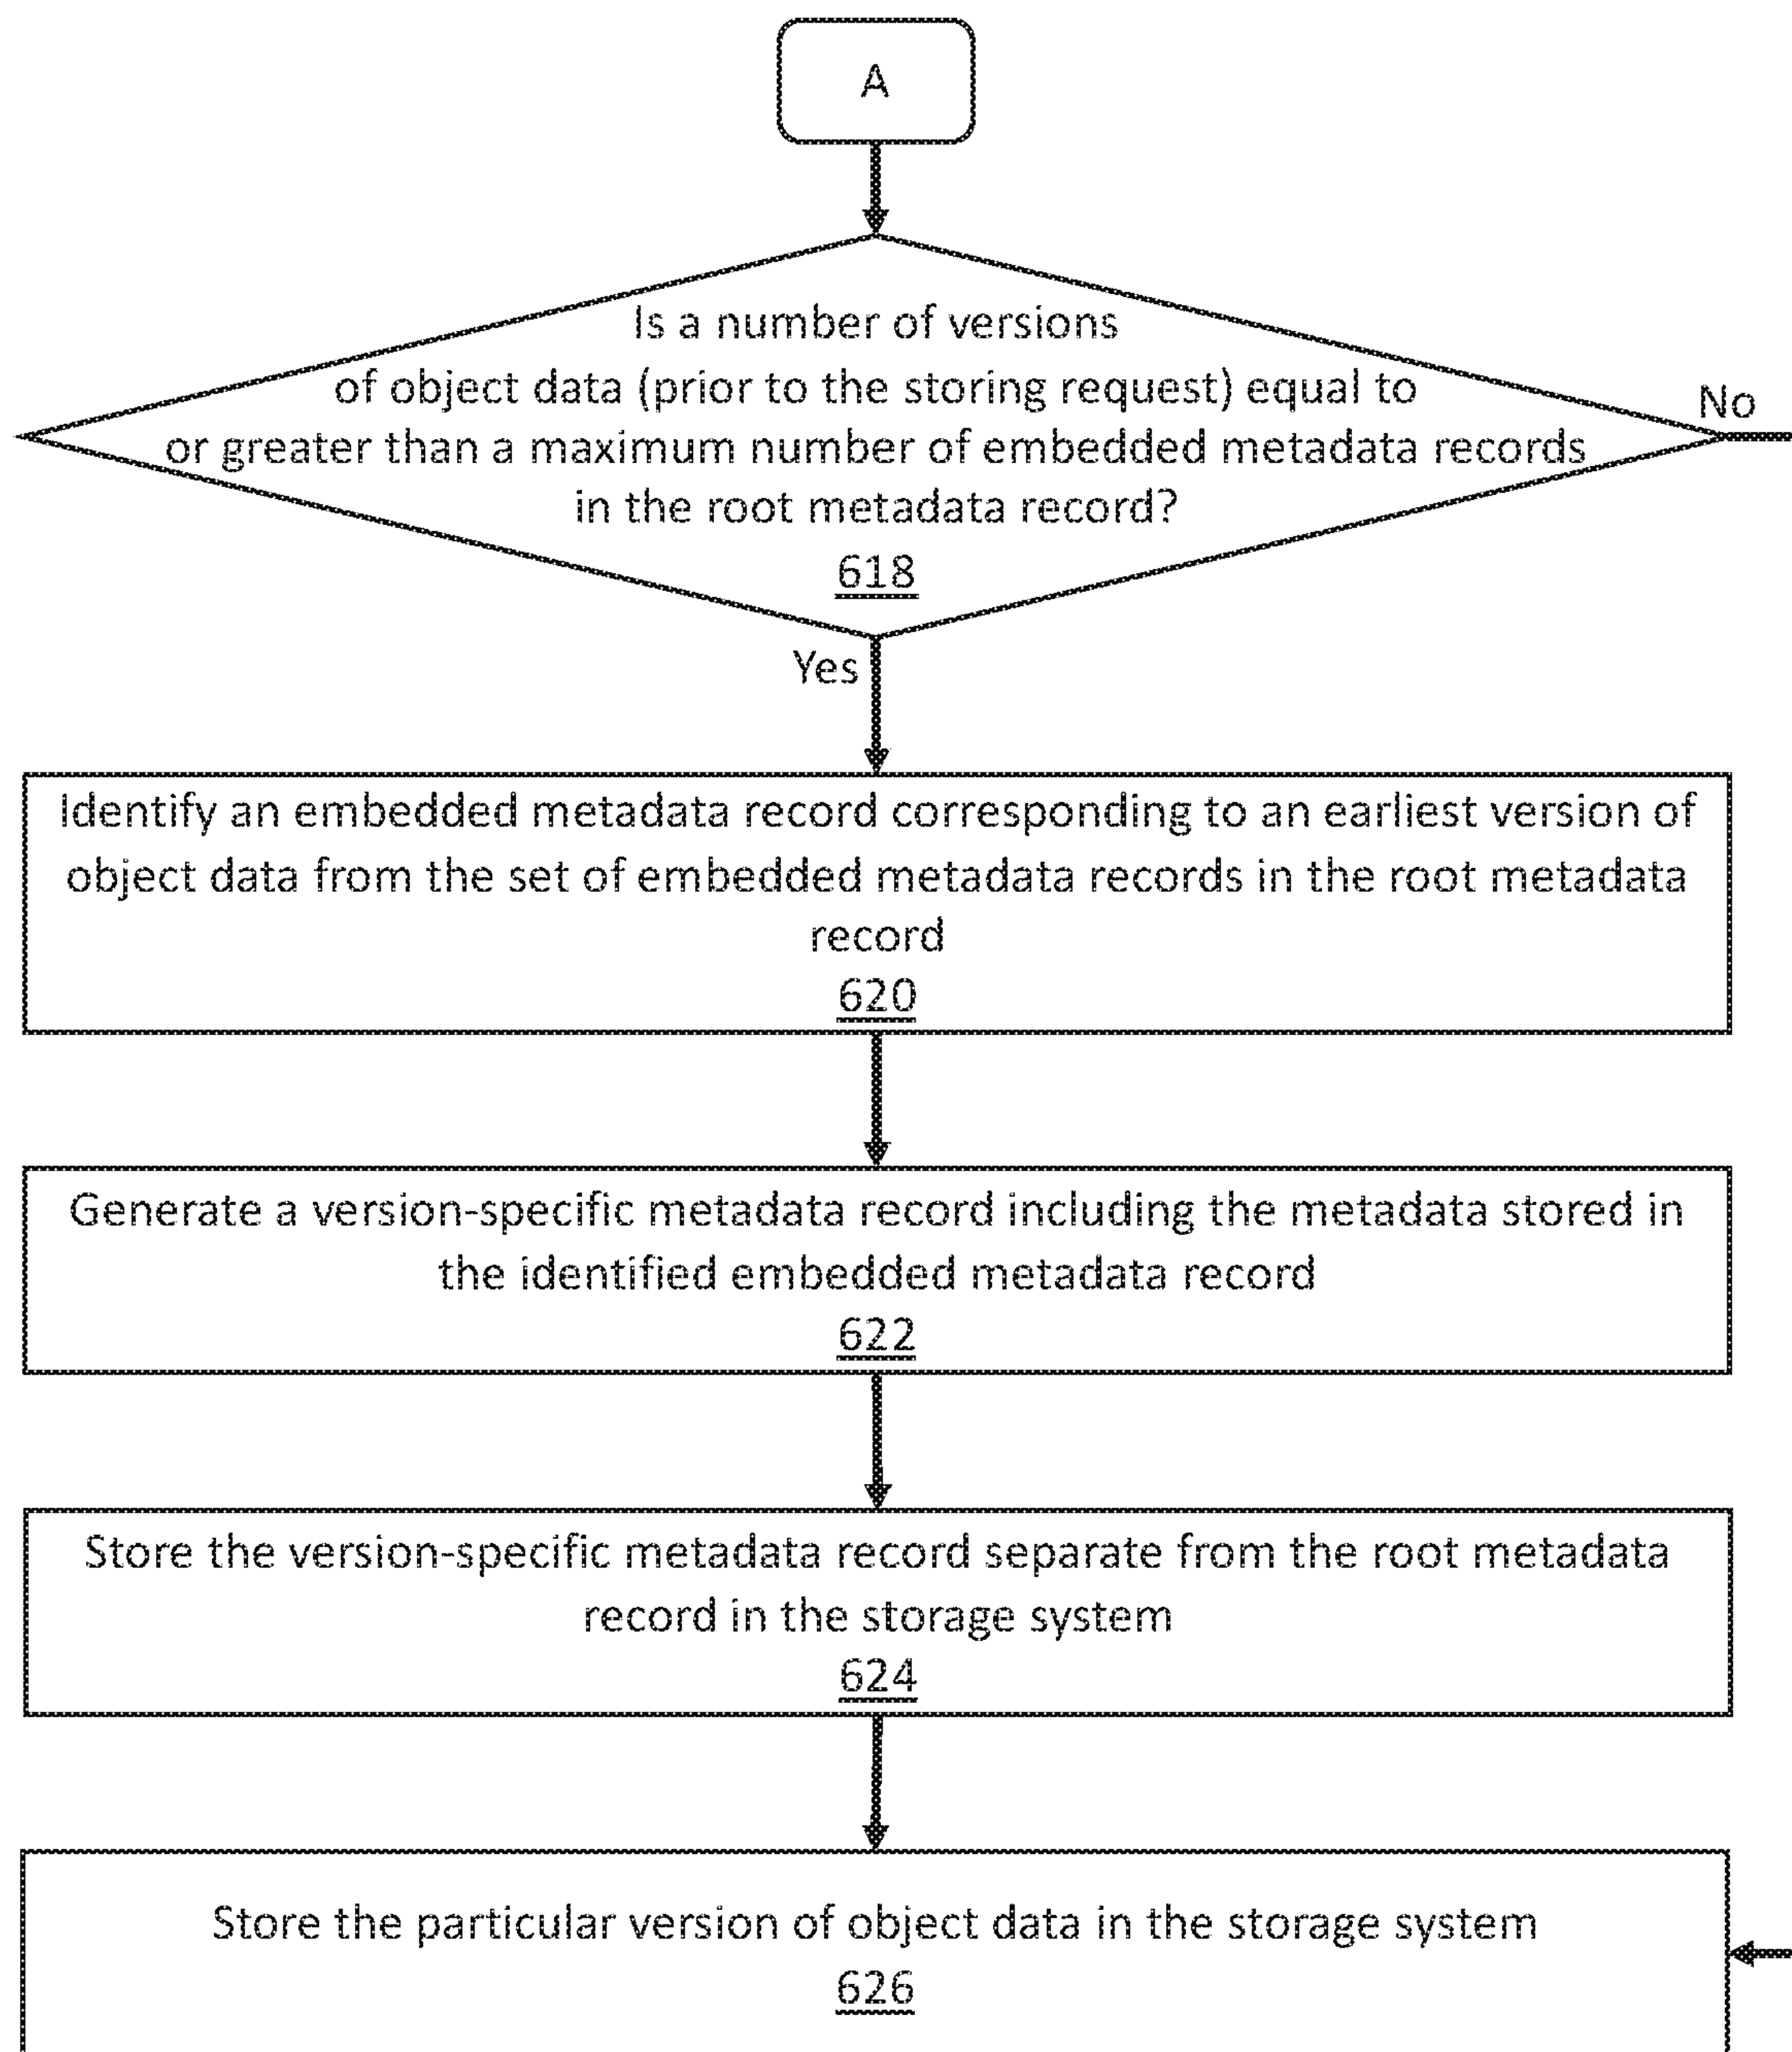 A
Is a number of versions
of object data (prior to the storing request) equal to
or greater than a maximum number of embedded metadata records
in the root metadata record?
618
No
Yes
Identify an embedded metadata record corresponding to an earliest version of
object data from the set of embedded metadata records in the root metadata
record
620
Generate a version-specific metadata record including the metadata stored in
the identified embedded metadata record
622
Store the version-specific metadata record separate from the root metadata
record in the storage system
624
Store the particular version of object data in the storage system
626